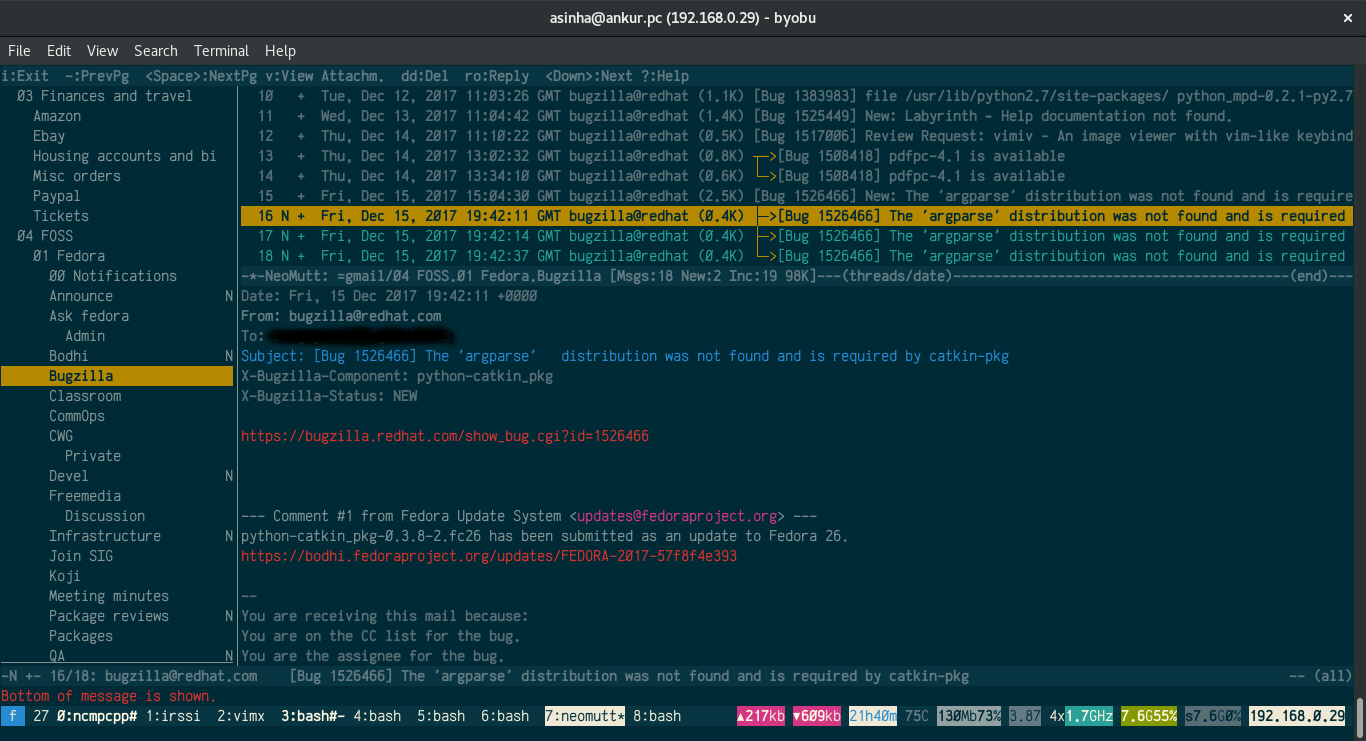 asinha@ankur.pc (192.168.0.29) - byobu ×
File Edit View Search Terminal Help
i:Exit -:PrevPg <Space>:NextPg v:View Attachm. dd:Del ro:Reply <Down>:Next ?:Help
03 Finances and travel
Amazon
Ebay
Housing accounts and bi
Misc orders
Paypal
Tickets
04 FOSS
01 Fedora
00 Notifications
Announce N
Ask fedora
Admin
Bodhi N
Bugzilla
Classroom
CommOps
CWG
Private
Devel N
Freemedia
Discussion
Infrastructure N
Join SIG
Koji
Meeting minutes
Package reviews N
Packages
QA N
10 + Tue, Dec 12, 2017 11:03:26 GMT bugzilla@redhat (1.1K) [Bug 1383983] file /usr/lib/python2.7/site-packages/ python_mpd-0.2.1-py2.7
11 + Wed, Dec 13, 2017 11:04:42 GMT bugzilla@redhat (1.4K) [Bug 1525449] New: Labyrinth - Help documentation not found.
12 + Thu, Dec 14, 2017 11:10:22 GMT bugzilla@redhat (0.5K) [Bug 1517006] Review Request: vimiv - An image viewer with vim-like keybind
13 + Thu, Dec 14, 2017 13:02:32 GMT bugzilla@redhat (0.8K) ┬─>[Bug 1508418] pdfpc-4.1 is available
14 + Thu, Dec 14, 2017 13:34:10 GMT bugzilla@redhat (0.6K) └─>[Bug 1508418] pdfpc-4.1 is available
15 + Fri, Dec 15, 2017 15:04:30 GMT bugzilla@redhat (2.5K) [Bug 1526466] New: The 'argparse' distribution was not found and is require
16 N + Fri, Dec 15, 2017 19:42:11 GMT bugzilla@redhat (0.4K) ├─>[Bug 1526466] The 'argparse' distribution was not found and is required
17 N + Fri, Dec 15, 2017 19:42:14 GMT bugzilla@redhat (0.4K) ├─>[Bug 1526466] The 'argparse' distribution was not found and is required
18 N + Fri, Dec 15, 2017 19:42:37 GMT bugzilla@redhat (0.4K) └─>[Bug 1526466] The 'argparse' distribution was not found and is required
-*-NeoMutt: =gmail/04 FOSS.01 Fedora.Bugzilla [Msgs:18 New:2 Inc:19 98K]---(threads/date)------------------------------------------(end)---
Date: Fri, 15 Dec 2017 19:42:11 +0000
From: bugzilla@redhat.com
To:
Subject: [Bug 1526466] The 'argparse' distribution was not found and is required by catkin-pkg
X-Bugzilla-Component: python-catkin_pkg
X-Bugzilla-Status: NEW
https://bugzilla.redhat.com/show_bug.cgi?id=1526466
--- Comment #1 from Fedora Update System <updates@fedoraproject.org> ---
python-catkin_pkg-0.3.8-2.fc26 has been submitted as an update to Fedora 26.
https://bodhi.fedoraproject.org/updates/FEDORA-2017-57f8f4e393
--
You are receiving this mail because:
You are on the CC list for the bug.
You are the assignee for the bug.
-N +- 16/18: bugzilla@redhat.com [Bug 1526466] The 'argparse' distribution was not found and is required by catkin-pkg -- (all)
Bottom of message is shown.
f 27 0:ncmpcpp# 1:irssi 2:vimx 3:bash#- 4:bash 5:bash 6:bash 7:neomutt* 8:bash ▲217kb ▼609kb 21h40m 75C 130Mb73% 3.87 4x1.7GHz 7.6G55% s7.6G0% 192.168.0.29